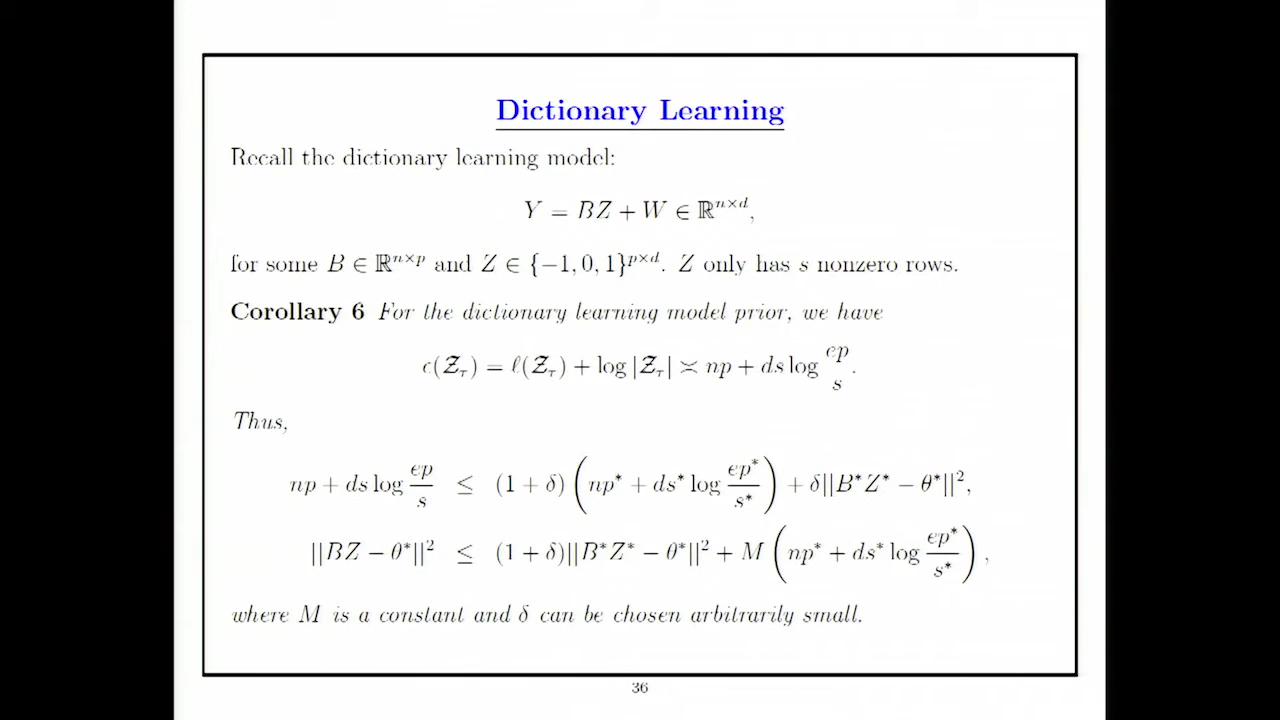 Dictionary Learning
Recall the dictionary learning model:
Y = BZ + W ∈ ℝ^{n×d},
for some B ∈ ℝ^{n×p} and Z ∈ {−1, 0, 1}^{p×d}. Z only has s nonzero rows.
Corollary 6 For the dictionary learning model prior, we have
ϵ(𝒵_τ) = ℓ(𝒵_τ) + log |𝒵_τ| ≍ np + ds log ep/s.
Thus,
np + ds log ep/s ≤ (1 + δ) (np* + ds* log ep*/s*) + δ||B*Z* − θ*||²,
||BZ − θ*||² ≤ (1 + δ)||B*Z* − θ*||² + M (np* + ds* log ep*/s*),
where M is a constant and δ can be chosen arbitrarily small.
36